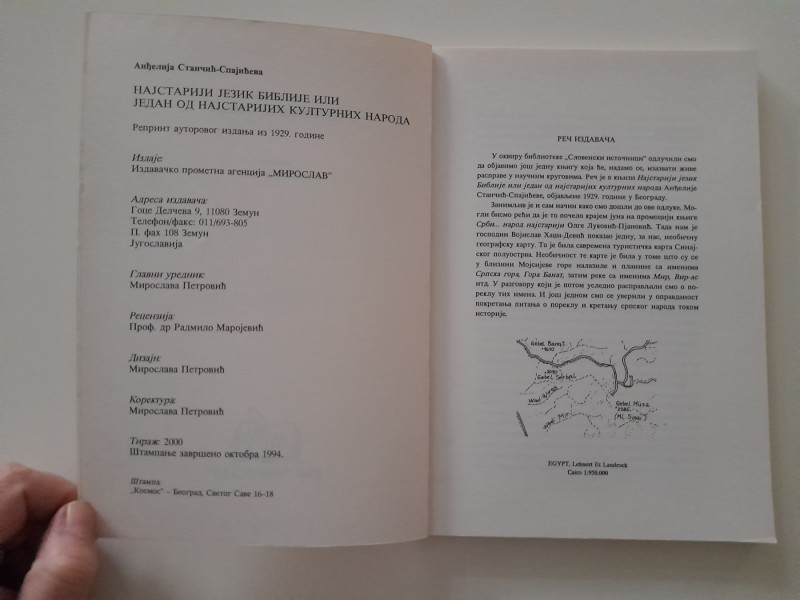 Анђелија Станчић-Спајићева
НАЈСТАРИЈИ ЈЕЗИК БИБЛИЈЕ ИЛИ
ЈЕДАН ОД НАЈСТАРИЈИХ КУЛТУРНИХ НАРОДА
Репринт ауторовог издања из 1929. године
Издаје:
Издавачко прометна агенција „МИРОСЛАВ"
Адреса издавача:
Гоце Делчева 9, 11080 Земун
Телефон/факс: 011/693-805
П. фах 108 Земун
Југославија
Главни уредник:
Мирослава Петровић
Рецензија:
Проф. др Радмило Маројевић
Дизајн:
Мирослава Петровић
Коректура:
Мирослава Петровић
Тираж: 2000
Штампање завршено октобра 1994.
Штампа:
„Космос" – Београд, Светог Саве 16–18
РЕЧ ИЗДАВАЧА
У оквиру библиотеке „Словенски источници" одлучили смо
да објавимо још једну књигу која ће, надамо се, изазвати живе
расправе у научним круговима. Реч је о књизи Најстарији језик
Библије или један од најстаријих културних народа Анђелије
Станчић-Спајићеве, објављене 1929. године у Београду.
Занимљив је и сам начин како смо дошли до ове одлуке. Мо-
гли бисмо рећи да је то почело крајем јуна на промоцији књиге
Срби... народ најстарији Олге Луковић-Пјановић. Тада нам је
господин Војислав Хаџи-Девић показао једну, за нас, необичну
географску карту. То је била савремена туристичка карта Синај-
ског полуострва. Необичност те карте је била у томе што су се
у близини Мојсијеве горе налазиле и планине са именима
Српска гора, Гора Банат, затим реке са именима Мир, Вир-ас
итд. У разговору који је потом уследио расправљали смо о по-
реклу тих имена. И још једном смо се уверили у оправданост
покретања питања о пореклу и кретању српског народа током
историје.
Gebel Banat
Gebel Serbal
Gebel Musa
(Mt. Sinai)
EGYPT, Lehnert Et Landrock
Cairo 1:950.000